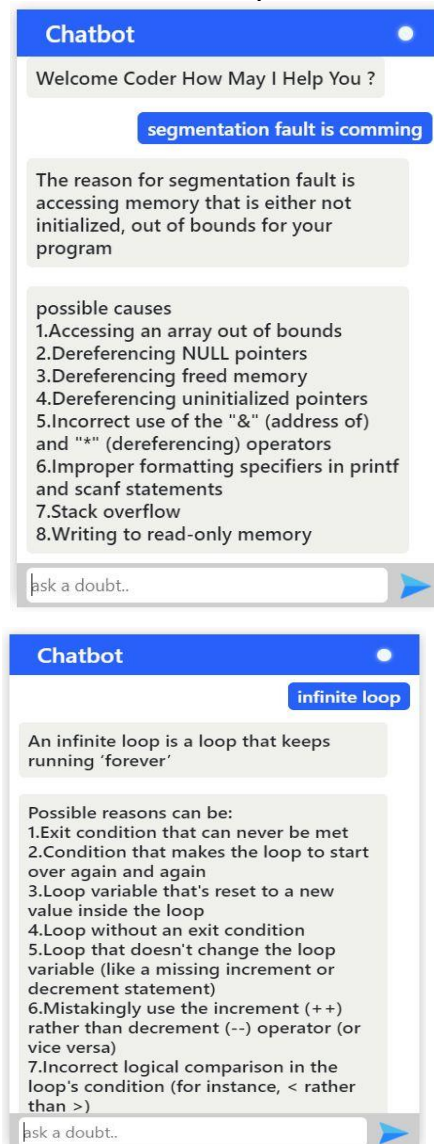 Chatbot
Welcome Coder How May I Help You ?
segmentation fault is comming
The reason for segmentation fault is
accessing memory that is either not
initialized, out of bounds for your
program
possible causes
1.Accessing an array out of bounds
2.Dereferencing NULL pointers
3.Dereferencing freed memory
4.Dereferencing uninitialized pointers
5.Incorrect use of the "&" (address of)
and "*" (dereferencing) operators
6.Improper formatting specifiers in printf
and scanf statements
7.Stack overflow
8.Writing to read-only memory
ask a doubt..
Chatbot
infinite loop
An infinite loop is a loop that keeps
running ‘forever’
Possible reasons can be:
1.Exit condition that can never be met
2.Condition that makes the loop to start
over again and again
3.Loop variable that's reset to a new
value inside the loop
4.Loop without an exit condition
5.Loop that doesn't change the loop
variable (like a missing increment or
decrement statement)
6.Mistakingly use the increment (++)
rather than decrement (--) operator (or
vice versa)
7.Incorrect logical comparison in the
loop's condition (for instance, < rather
than >)
ask a doubt..